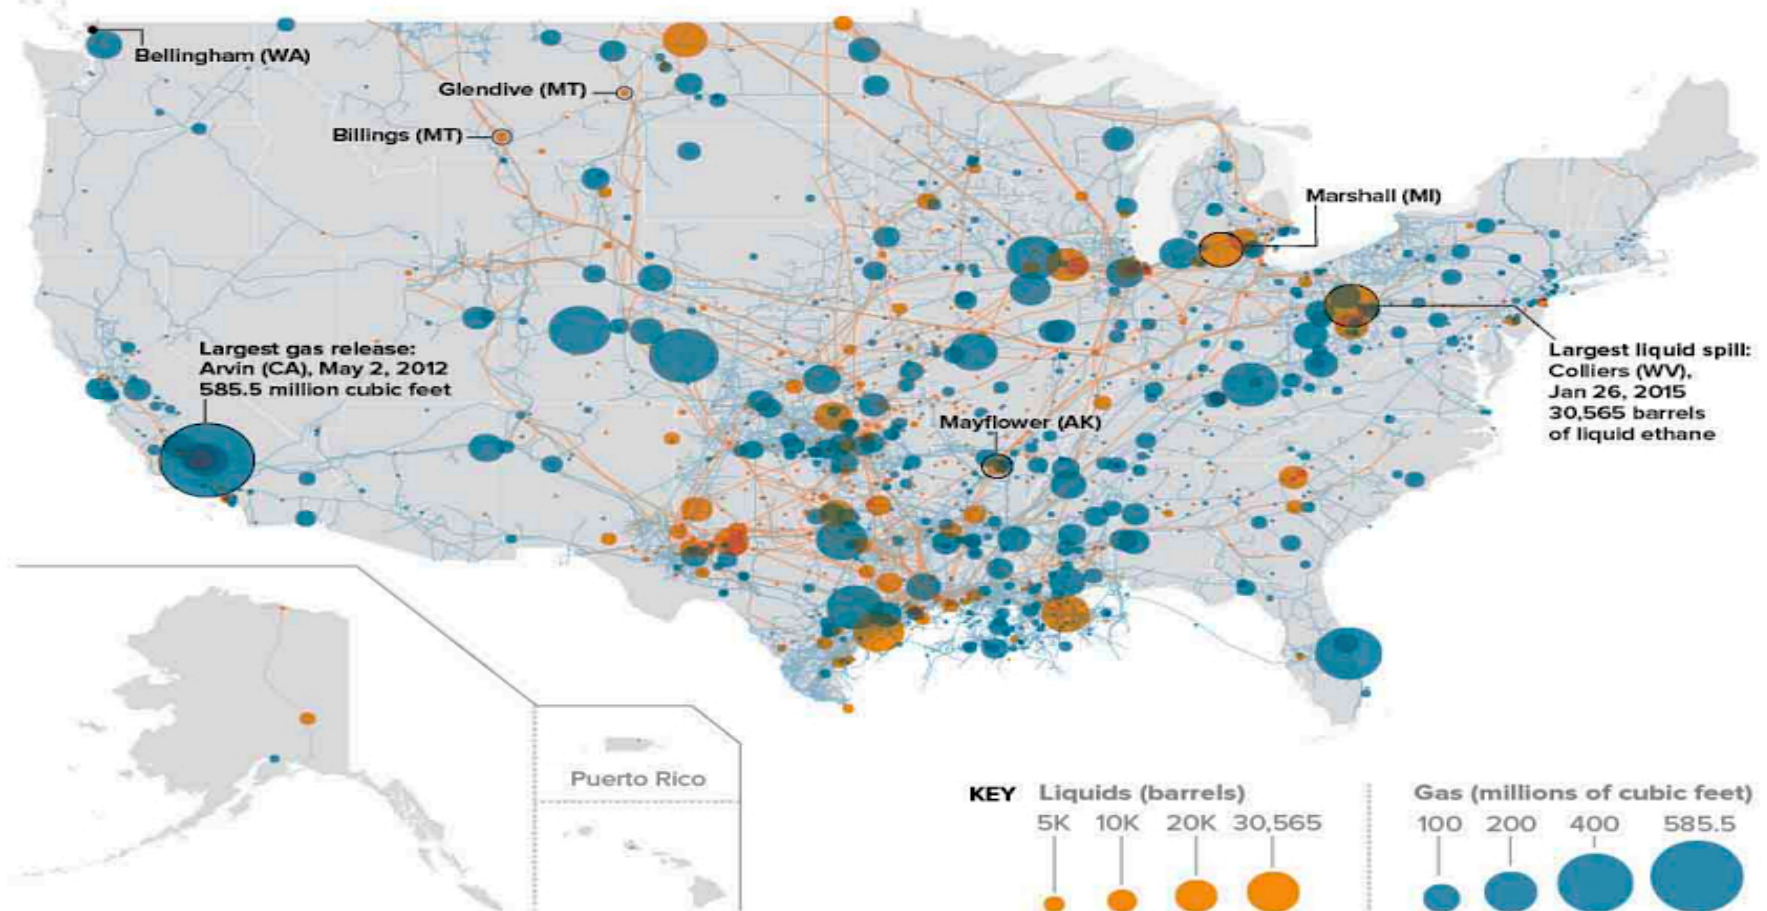 Bellingham (WA)
Glendive (MT)
Billings (MT)
Marshall (MI)
Largest gas release:
Arvin (CA), May 2, 2012
585.5 million cubic feet
Largest liquid spill:
Colliers (WV),
Jan 26, 2015
30,565 barrels
of liquid ethane
Mayflower (AK)
Puerto Rico
KEY Liquids (barrels)
5K 10K 20K 30,565
Gas (millions of cubic feet)
100 200 400 585.5